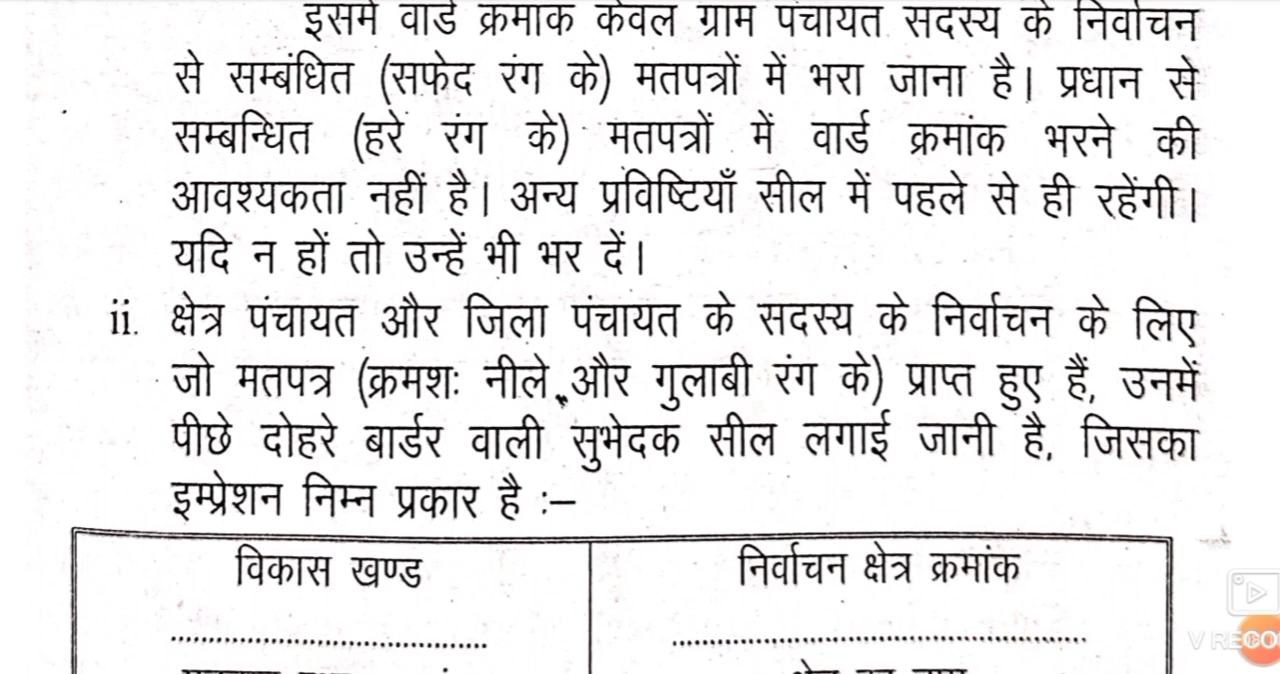 इसमें वार्ड क्रमांक केवल ग्राम पंचायत सदस्य के निर्वाचन
से सम्बंधित (सफेद रंग के) मतपत्रों में भरा जाना है। प्रधान से
सम्बन्धित (हरे रंग के) मतपत्रों में वार्ड क्रमांक भरने की
आवश्यकता नहीं है। अन्य प्रविष्टियाँ सील में पहले से ही रहेंगी।
यदि न हों तो उन्हें भी भर दें।
ii. क्षेत्र पंचायत और जिला पंचायत के सदस्य के निर्वाचन के लिए
जो मतपत्र (क्रमशः नीले और गुलाबी रंग के) प्राप्त हुए हैं, उनमें
पीछे दोहरे बार्डर वाली सुभेदक सील लगाई जानी है, जिसका
इम्प्रेशन निम्न प्रकार है :–
विकास खण्ड निर्वाचन क्षेत्र क्रमांक